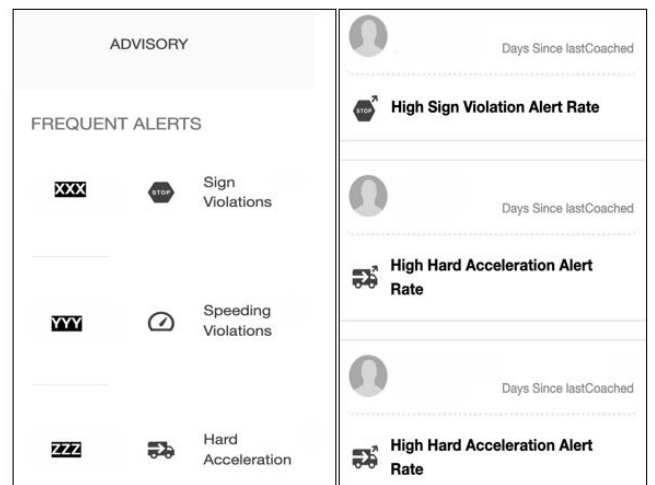 ADVISORY
FREQUENT ALERTS
XXX
STOP
Sign
Violations
YYY
Speeding
Violations
ZZZ
Hard
Acceleration
Days Since lastCoached
STOP
High Sign Violation Alert Rate
Days Since lastCoached
High Hard Acceleration Alert
Rate
Days Since lastCoached
High Hard Acceleration Alert
Rate